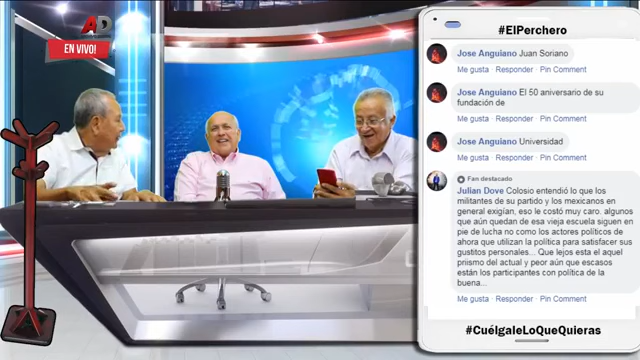 AD
EN VIVO!
#ElPerchero
Jose Anguiano Juan Soriano
Me gusta · Responder · Pin Comment
Jose Anguiano El 50 aniversario de su
fundación de
Me gusta · Responder · Pin Comment
Jose Anguiano Universidad
Me gusta · Responder · Pin Comment
Fan destacado
Julian Dove Colosio entendió lo que los
militantes de su partido y los mexicanos en
general exigían, eso le costó muy caro. algunos
que aún quedan de esa vieja escuela siguen en
pie de lucha no como los actores políticos de
ahora que utilizan la política para satisfacer sus
gustitos personales... Que lejos esta el aquel
priismo del actual y peor aún que escasos
están los participantes con política de la
buena...
Me gusta · Responder · Pin Comment
#CuélgaleLoQueQuieras